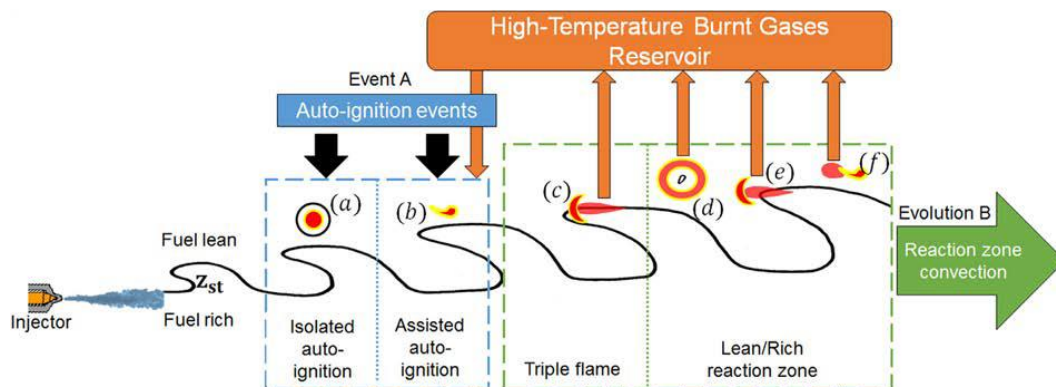 High-Temperature Burnt Gases
Reservoir
Event A
Auto-ignition events
(a)
(b)
(c)
(d)
(e)
(f)
Fuel lean
Z_st
Fuel rich
Injector
Isolated
auto-
ignition
Assisted
auto-
ignition
Triple flame
Lean/Rich
reaction zone
Evolution B
Reaction zone
convection